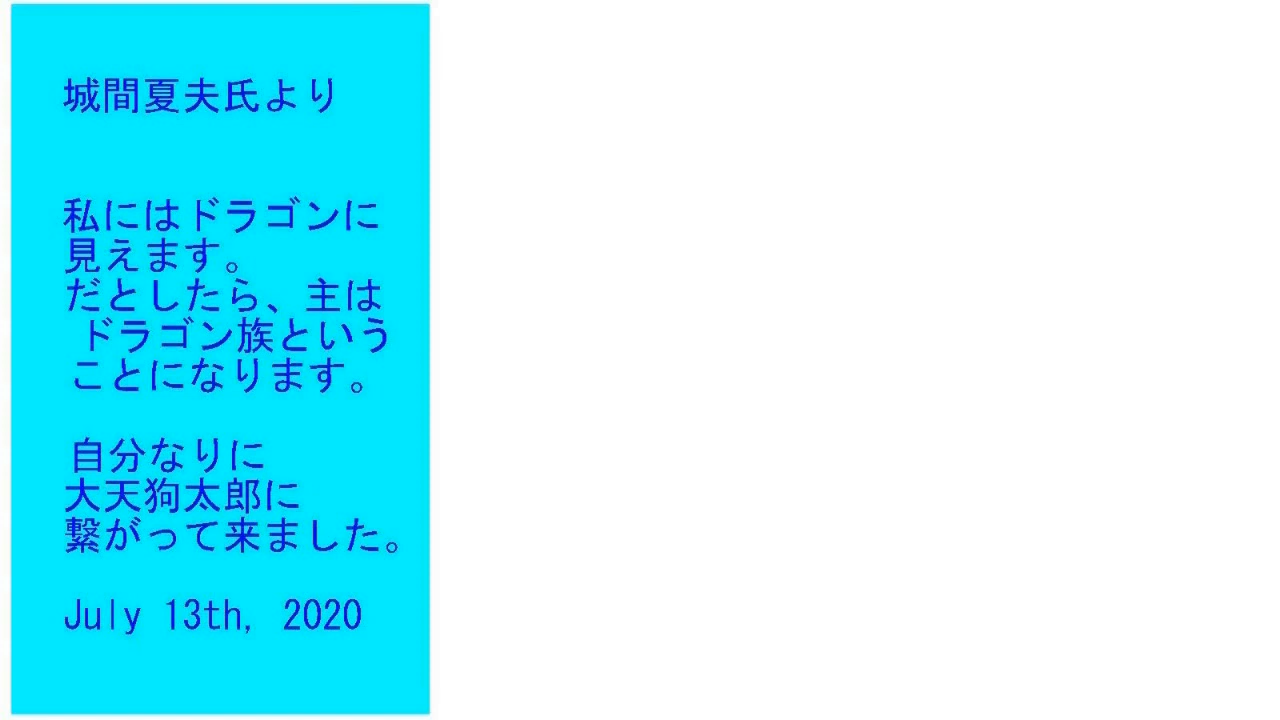 城間夏夫氏より
私にはドラゴンに
見えます。
だとしたら、主は
ドラゴン族という
ことになります。
自分なりに
大天狗太郎に
繋がって来ました。
July 13th, 2020